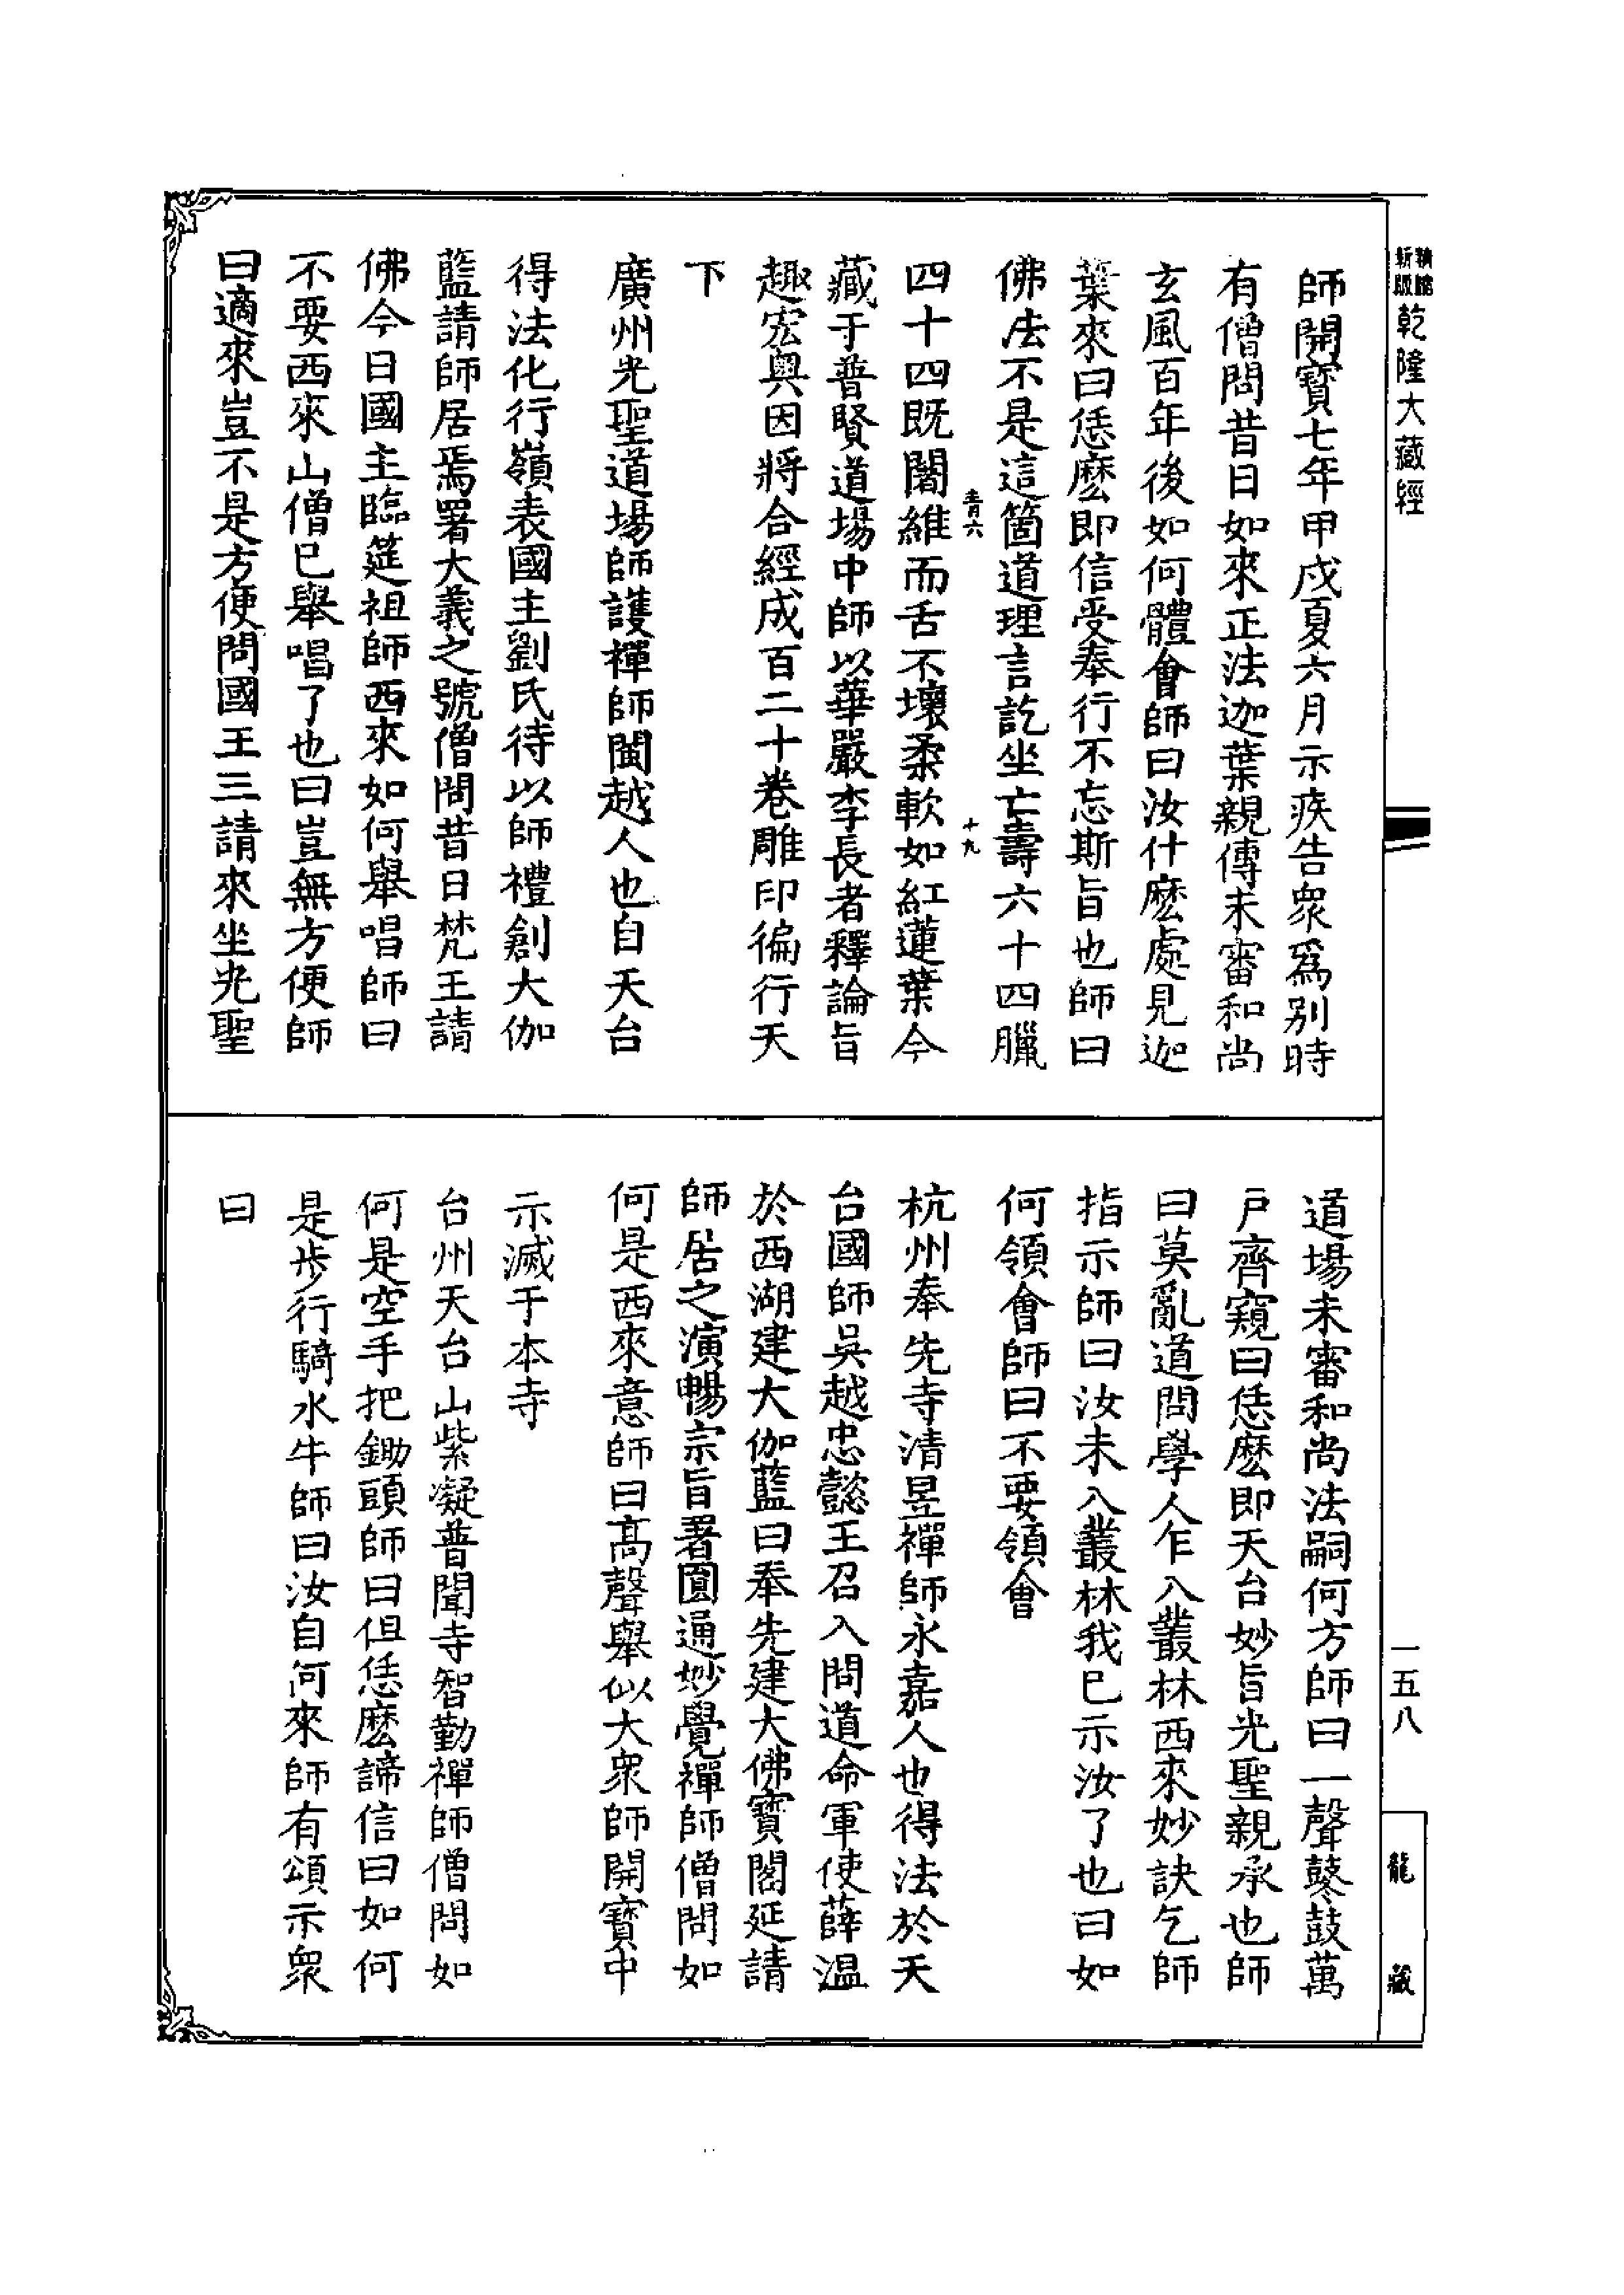 乾隆大藏經
師開寶七年甲戌夏六月示疾告衆爲別時
有僧問昔日如來正法迦葉親傳未審和尚
玄風百年後如何體會師曰汝什麽處見迦
葉來曰恁麽即信受奉行不忘斯旨也師曰
佛法不是這箇道理言訖坐亡壽六十四臘
青六 十九
四十四既闍維而舌不壞柔軟如紅蓮葉今
藏于普賢道場中師以華嚴李長者釋論旨
趣宏奧因將合經成百二十卷雕印徧行天
下
廣州光聖道場師護禪師閩越人也自天台
得法化行嶺表國主劉氏待以師禮創大伽
藍請師居焉署大義之號僧問昔日梵王請
佛今日國主臨筵祖師西來如何舉唱師曰
不要西來山僧已舉唱了也曰豈無方便師
曰適來豈不是方便問國王三請來坐光聖
道場未審和尚法嗣何方師曰一聲鼕鼓萬
戶齊窺曰恁麽即天台妙旨光聖親承也師
曰莫亂道問學人乍入叢林西來妙訣乞師
指示師曰汝未入叢林我已示汝了也曰如
何領會師曰不要領會
杭州奉先寺清昱禪師永嘉人也得法於天
台國師吳越忠懿王召入問道命軍使薛溫
於西湖建大伽藍曰奉先建大佛寶閣延請
師居之演暢宗旨署圓通妙覺禪師僧問如
何是西來意師曰高聲舉似大衆師開寶中
示滅于本寺
台州天台山紫凝普聞寺智勤禪師僧問如
何是空手把鋤頭師曰但恁麽諦信曰如何
是步行騎水牛師曰汝自何來師有頌示衆
曰
一五八
龍藏